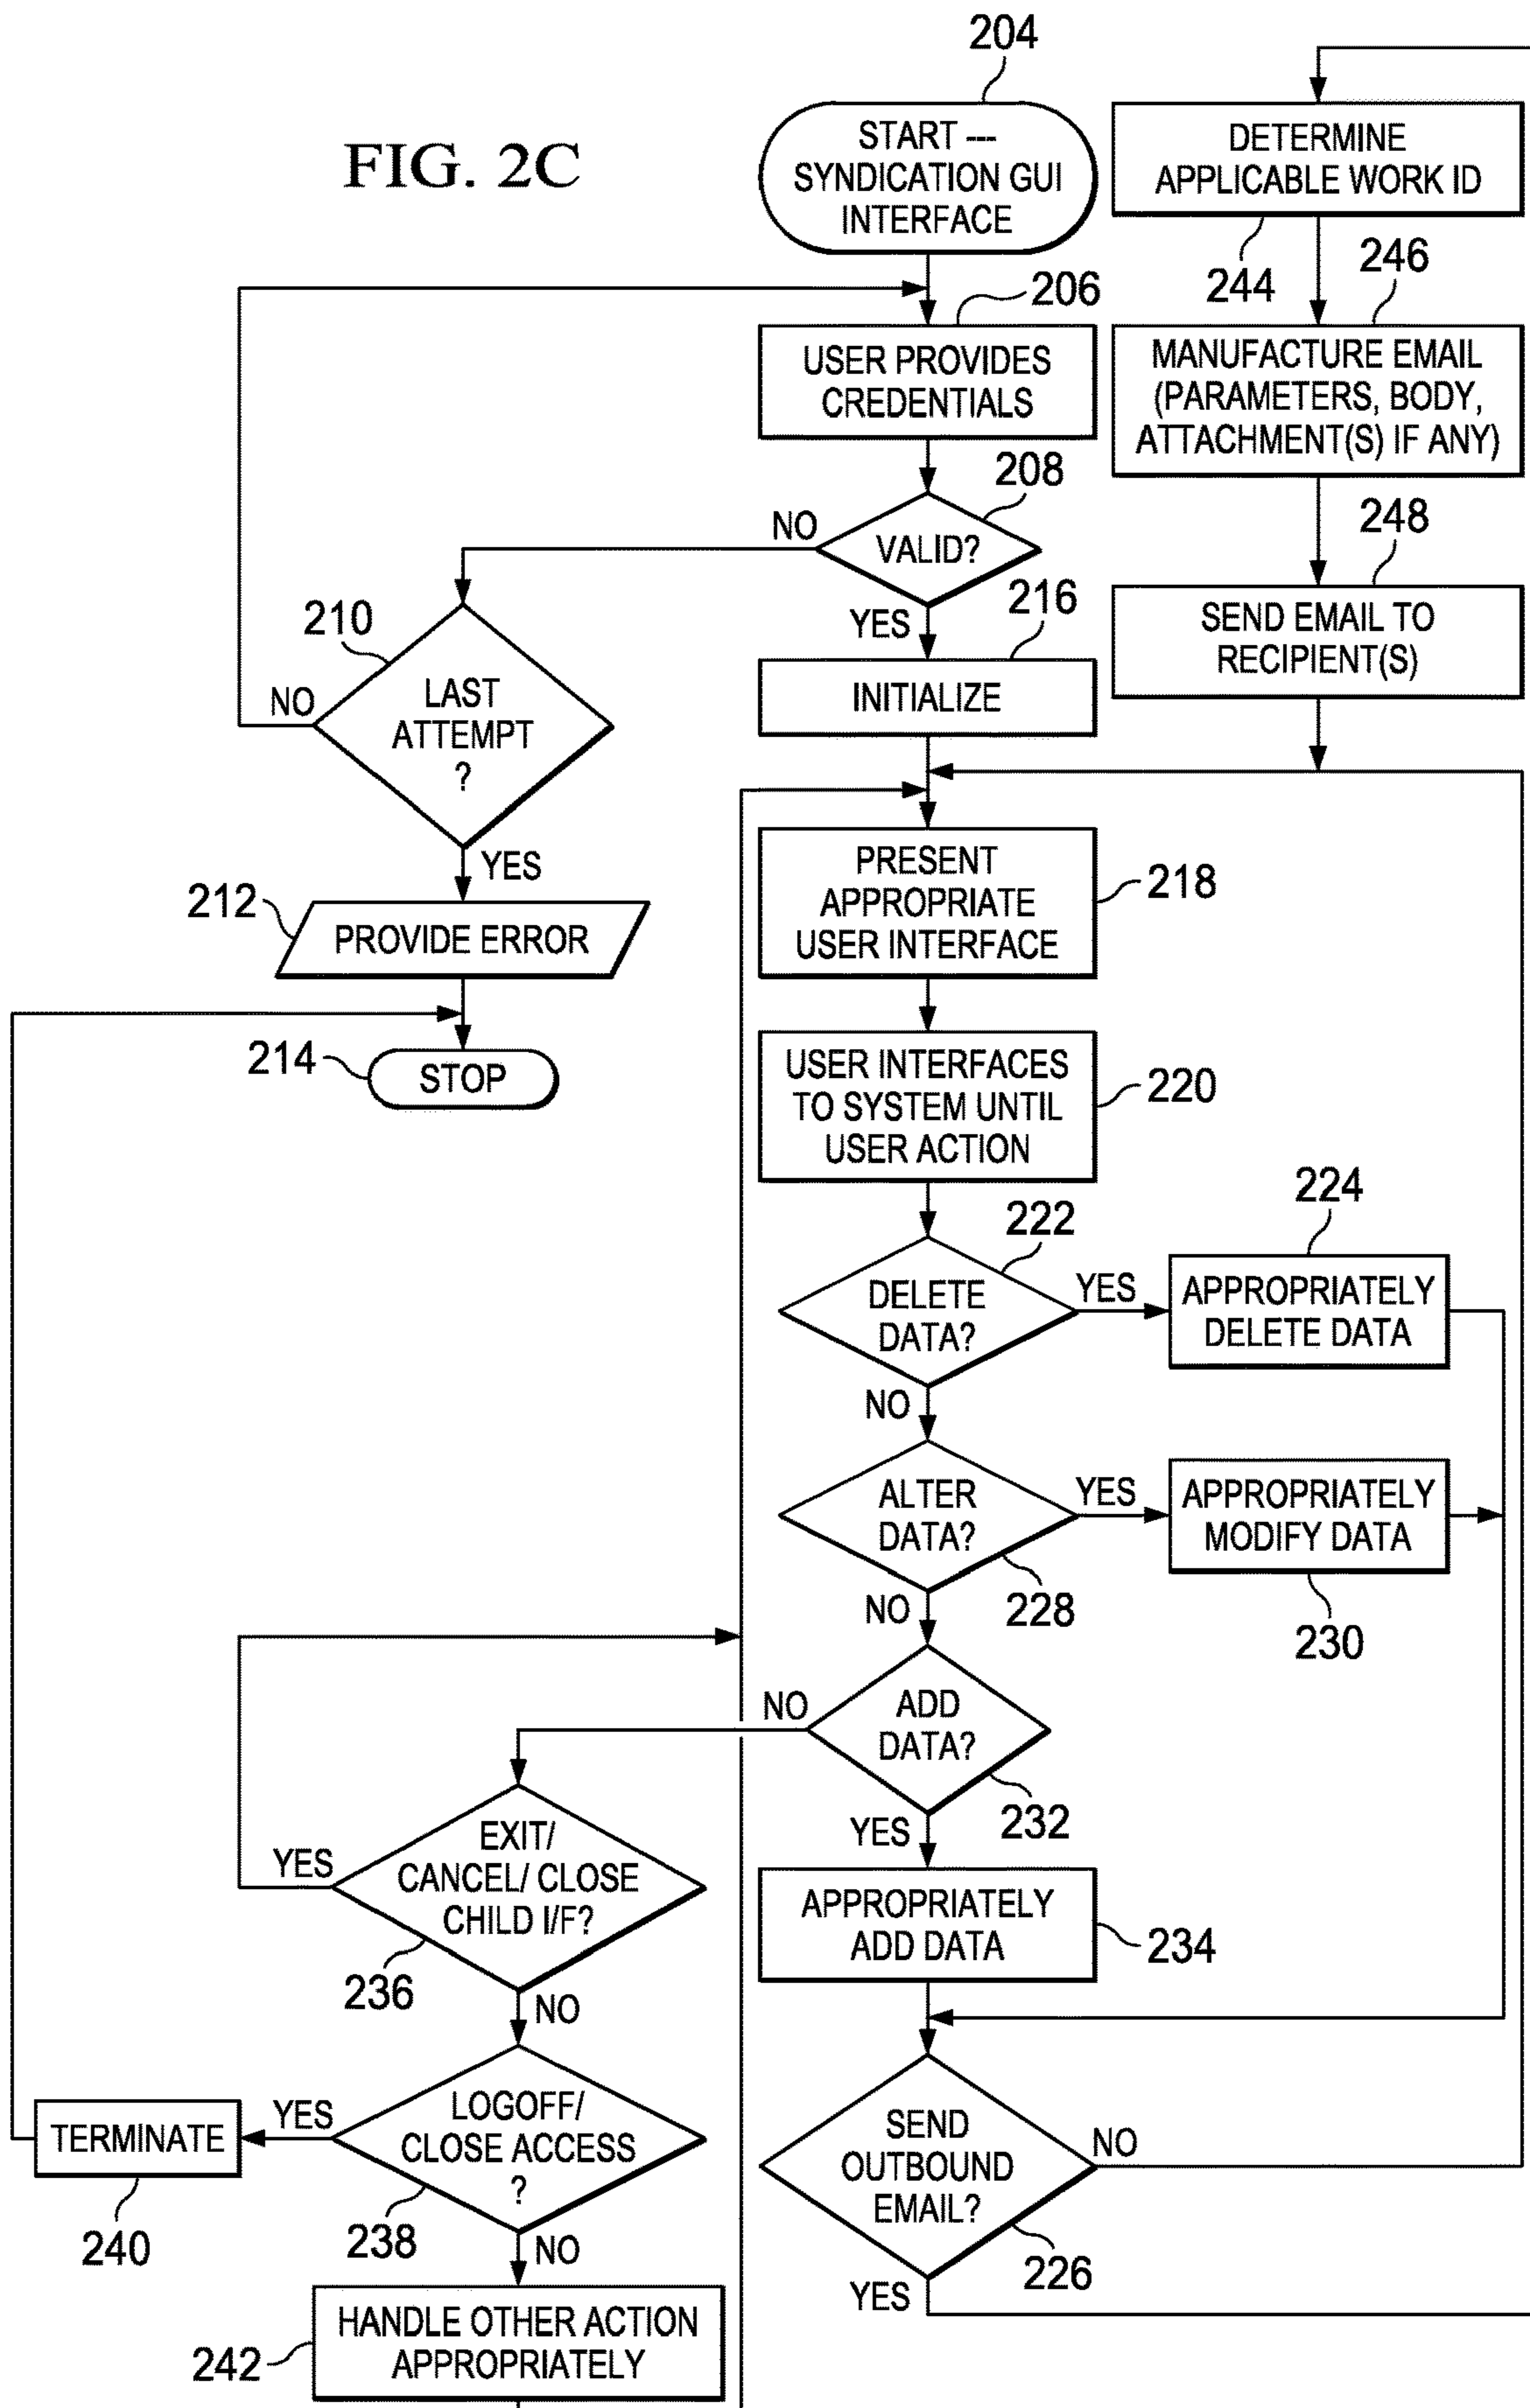 FIG. 2C
204
START ---
SYNDICATION GUI
INTERFACE
206
USER PROVIDES
CREDENTIALS
208
VALID?
NO
YES
210
LAST
ATTEMPT
?
NO
YES
212
PROVIDE ERROR
214
STOP
216
INITIALIZE
218
PRESENT
APPROPRIATE
USER INTERFACE
220
USER INTERFACES
TO SYSTEM UNTIL
USER ACTION
222
DELETE
DATA?
YES
NO
224
APPROPRIATELY
DELETE DATA
228
ALTER
DATA?
YES
NO
230
APPROPRIATELY
MODIFY DATA
232
ADD
DATA?
NO
YES
234
APPROPRIATELY
ADD DATA
236
EXIT/
CANCEL/ CLOSE
CHILD I/F?
YES
NO
238
LOGOFF/
CLOSE ACCESS
?
YES
NO
240
TERMINATE
242
HANDLE OTHER ACTION
APPROPRIATELY
226
SEND
OUTBOUND
EMAIL?
NO
YES
244
DETERMINE
APPLICABLE WORK ID
246
MANUFACTURE EMAIL
(PARAMETERS, BODY,
ATTACHMENT(S) IF ANY)
248
SEND EMAIL TO
RECIPIENT(S)